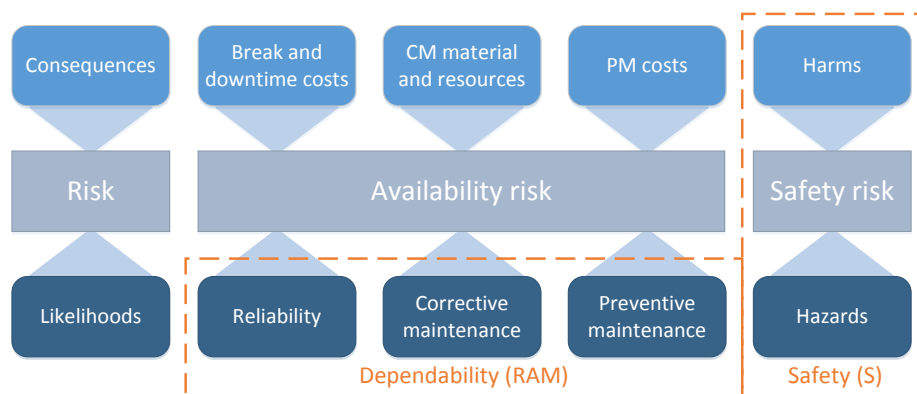 Consequences
Break and
downtime costs
CM material
and resources
PM costs
Harms
Risk
Availability risk
Safety risk
Likelihoods
Reliability
Corrective
maintenance
Preventive
maintenance
Hazards
Dependability (RAM)
Safety (S)